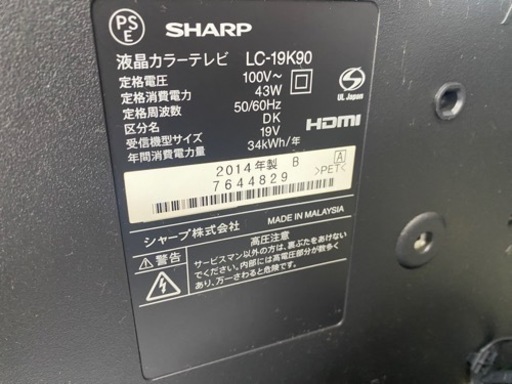 PS
E
SHARP
液晶カラーテレビ LC-19K90
定格電圧 100V~
定格消費電力 43W
定格周波数 50/60Hz
区分名 DK
受信機型サイズ 19V
年間消費電力量 34kWh/年
UL Japan
HDMI
2014年製 B
7644829
A
>PET<
シャープ株式会社 MADE IN MALAYSIA
警告
高圧注意
サービスマン以外の方は、裏ぶたをあけない
でください。内部には高電圧部分が数多く
あり、万一さわると危険です。